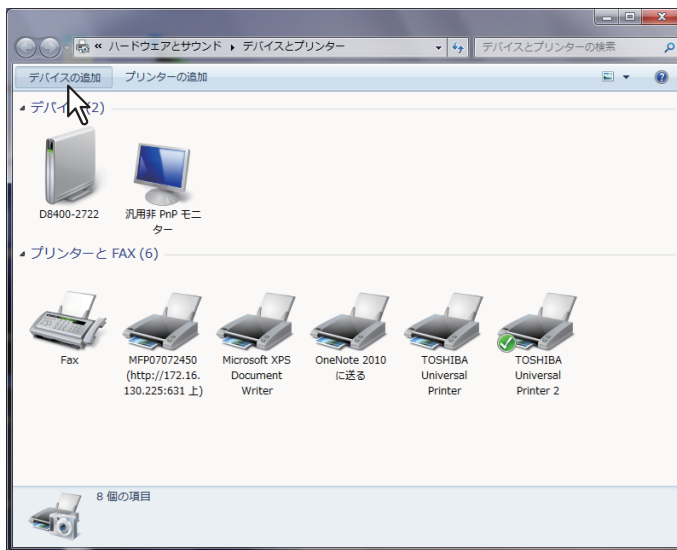 « ハードウェアとサウンド ▸ デバイスとプリンター
デバイスとプリンターの検索
デバイスの追加 プリンターの追加
デバイス (2)
D8400-2722
汎用非 PnP モニ
ター
プリンターと FAX (6)
Fax
MFP07072450
(http://172.16.
130.225:631 上)
Microsoft XPS
Document
Writer
OneNote 2010
に送る
TOSHIBA
Universal
Printer
TOSHIBA
Universal
Printer 2
8 個の項目